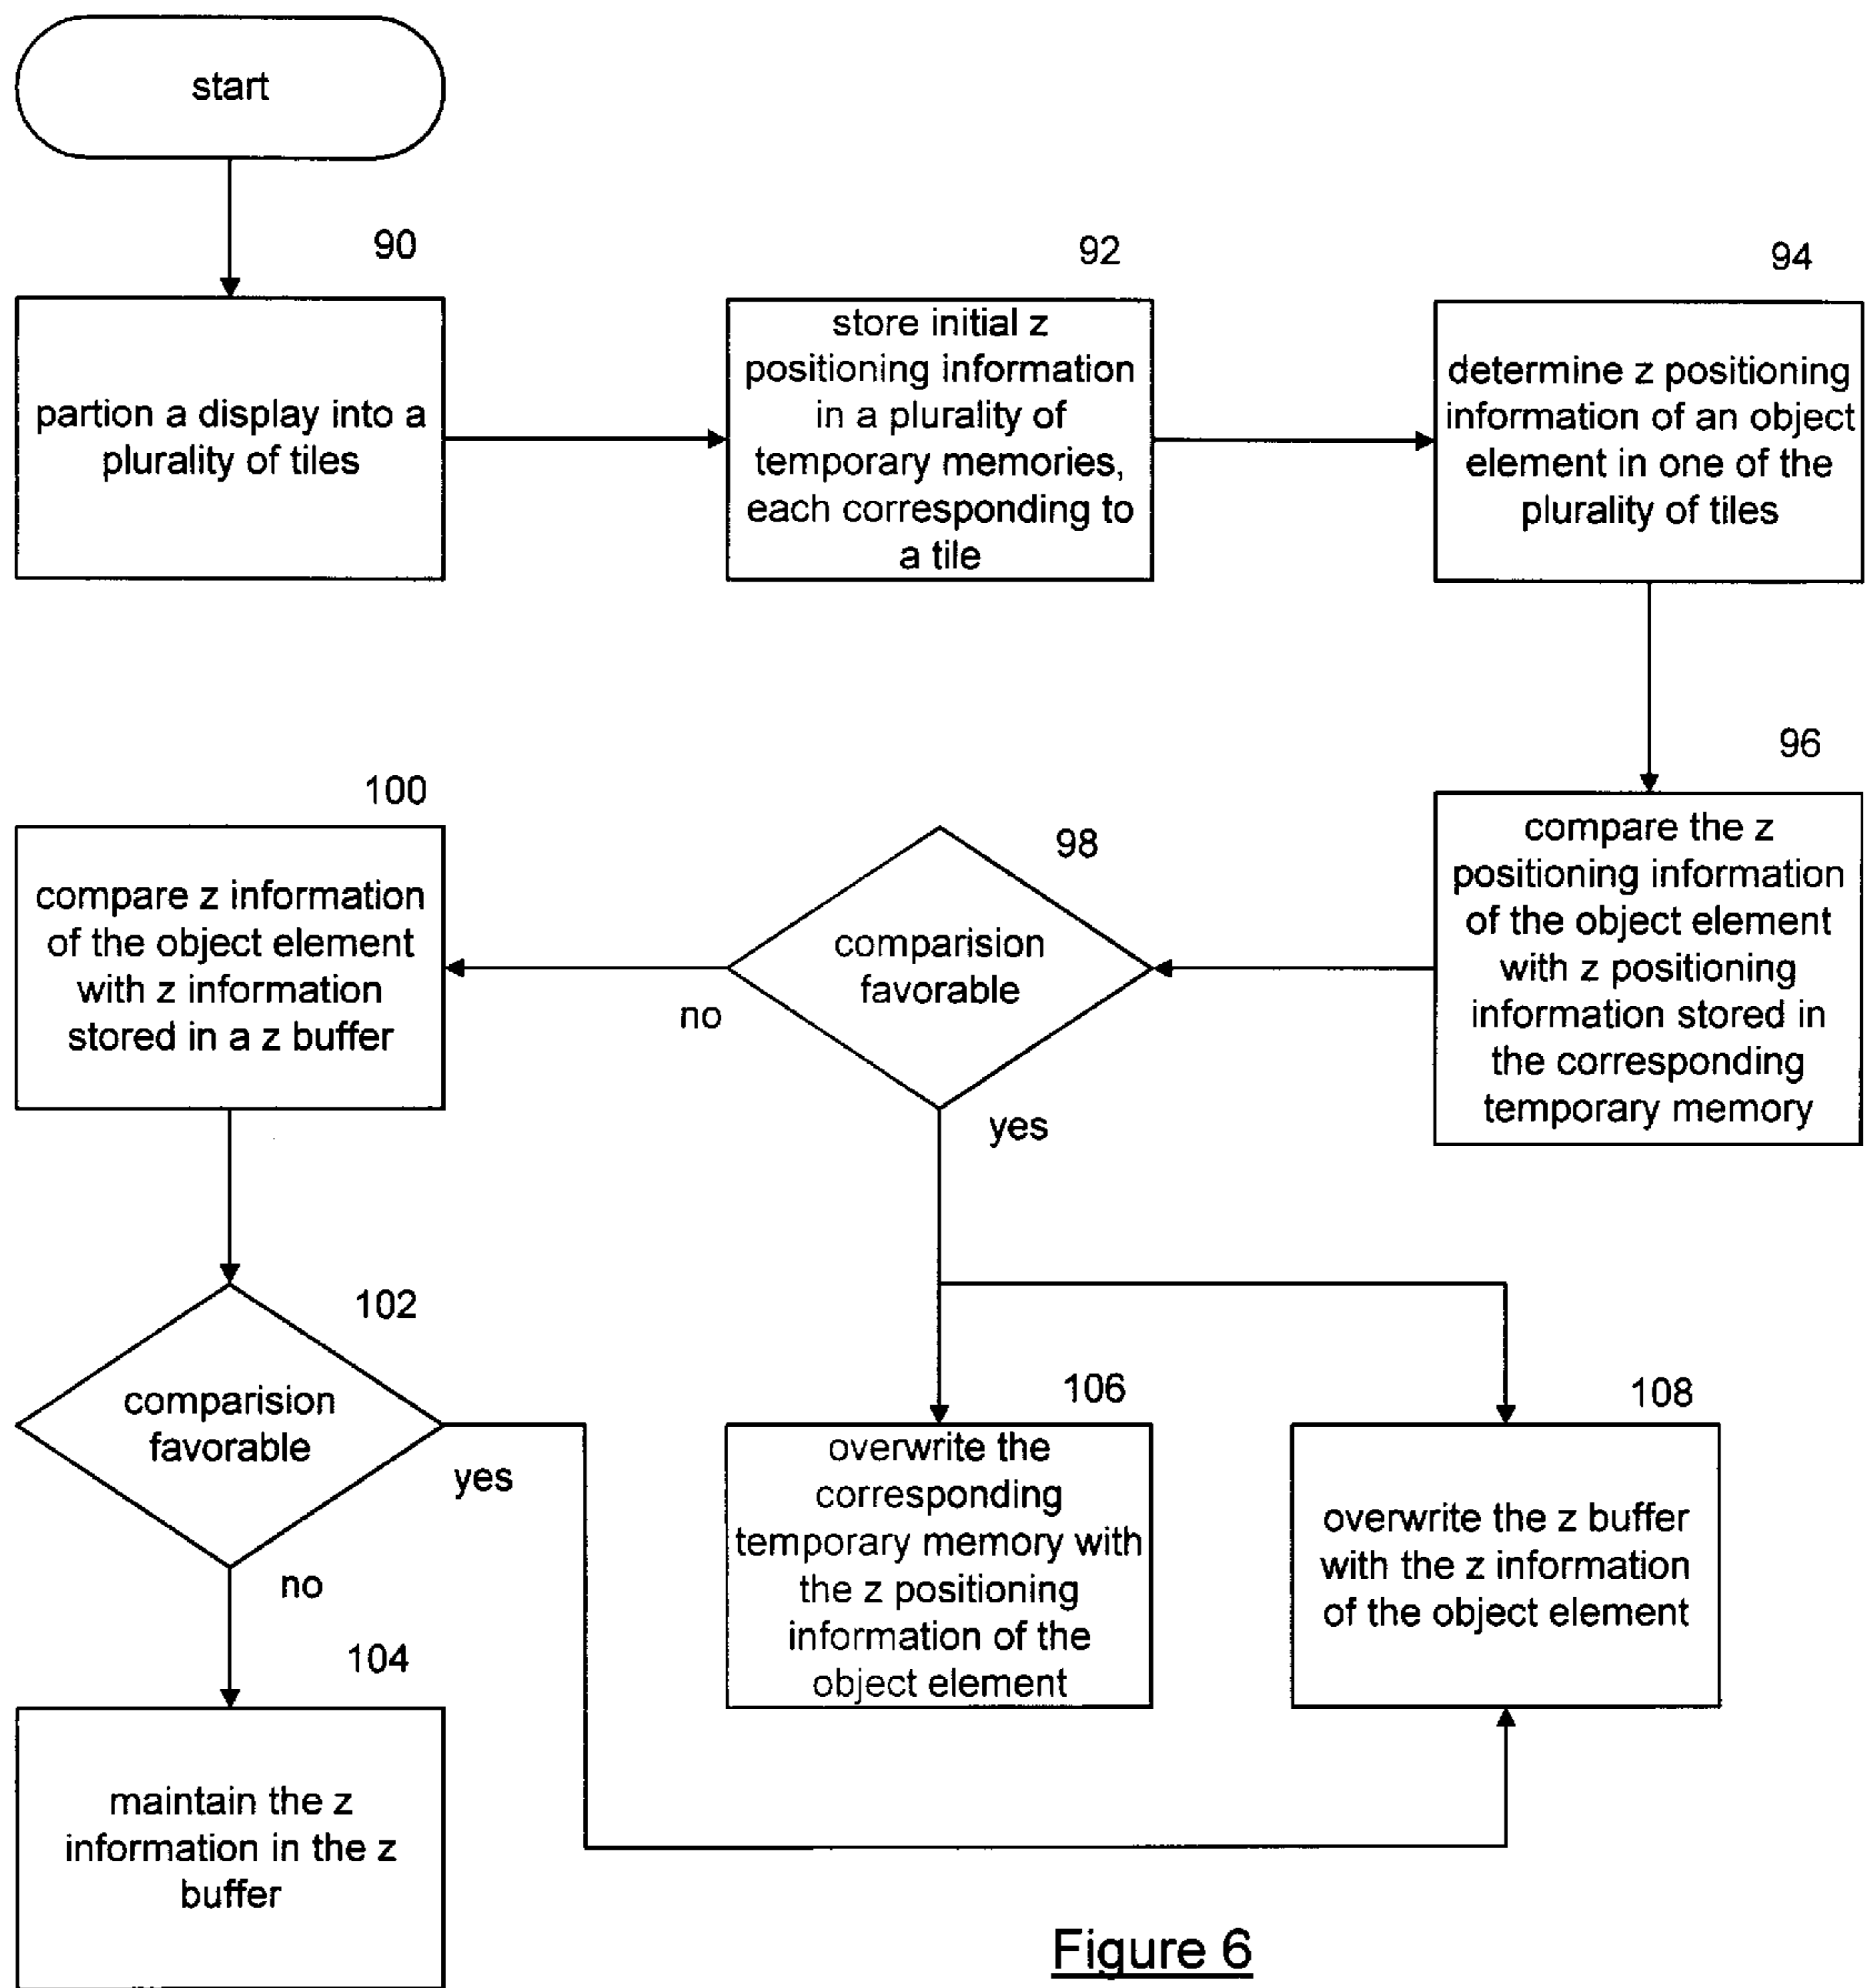 start
90
partion a display into a
plurality of tiles
92
store initial z
positioning information
in a plurality of
temporary memories,
each corresponding to
a tile
94
determine z positioning
information of an object
element in one of the
plurality of tiles
96
compare the z
positioning information
of the object element
with z positioning
information stored in
the corresponding
temporary memory
98
comparision
favorable
no
yes
100
compare z information
of the object element
with z information
stored in a z buffer
102
comparision
favorable
yes
no
104
maintain the z
information in the z
buffer
106
overwrite the
corresponding
temporary memory with
the z positioning
information of the
object element
108
overwrite the z buffer
with the z information
of the object element
Figure 6